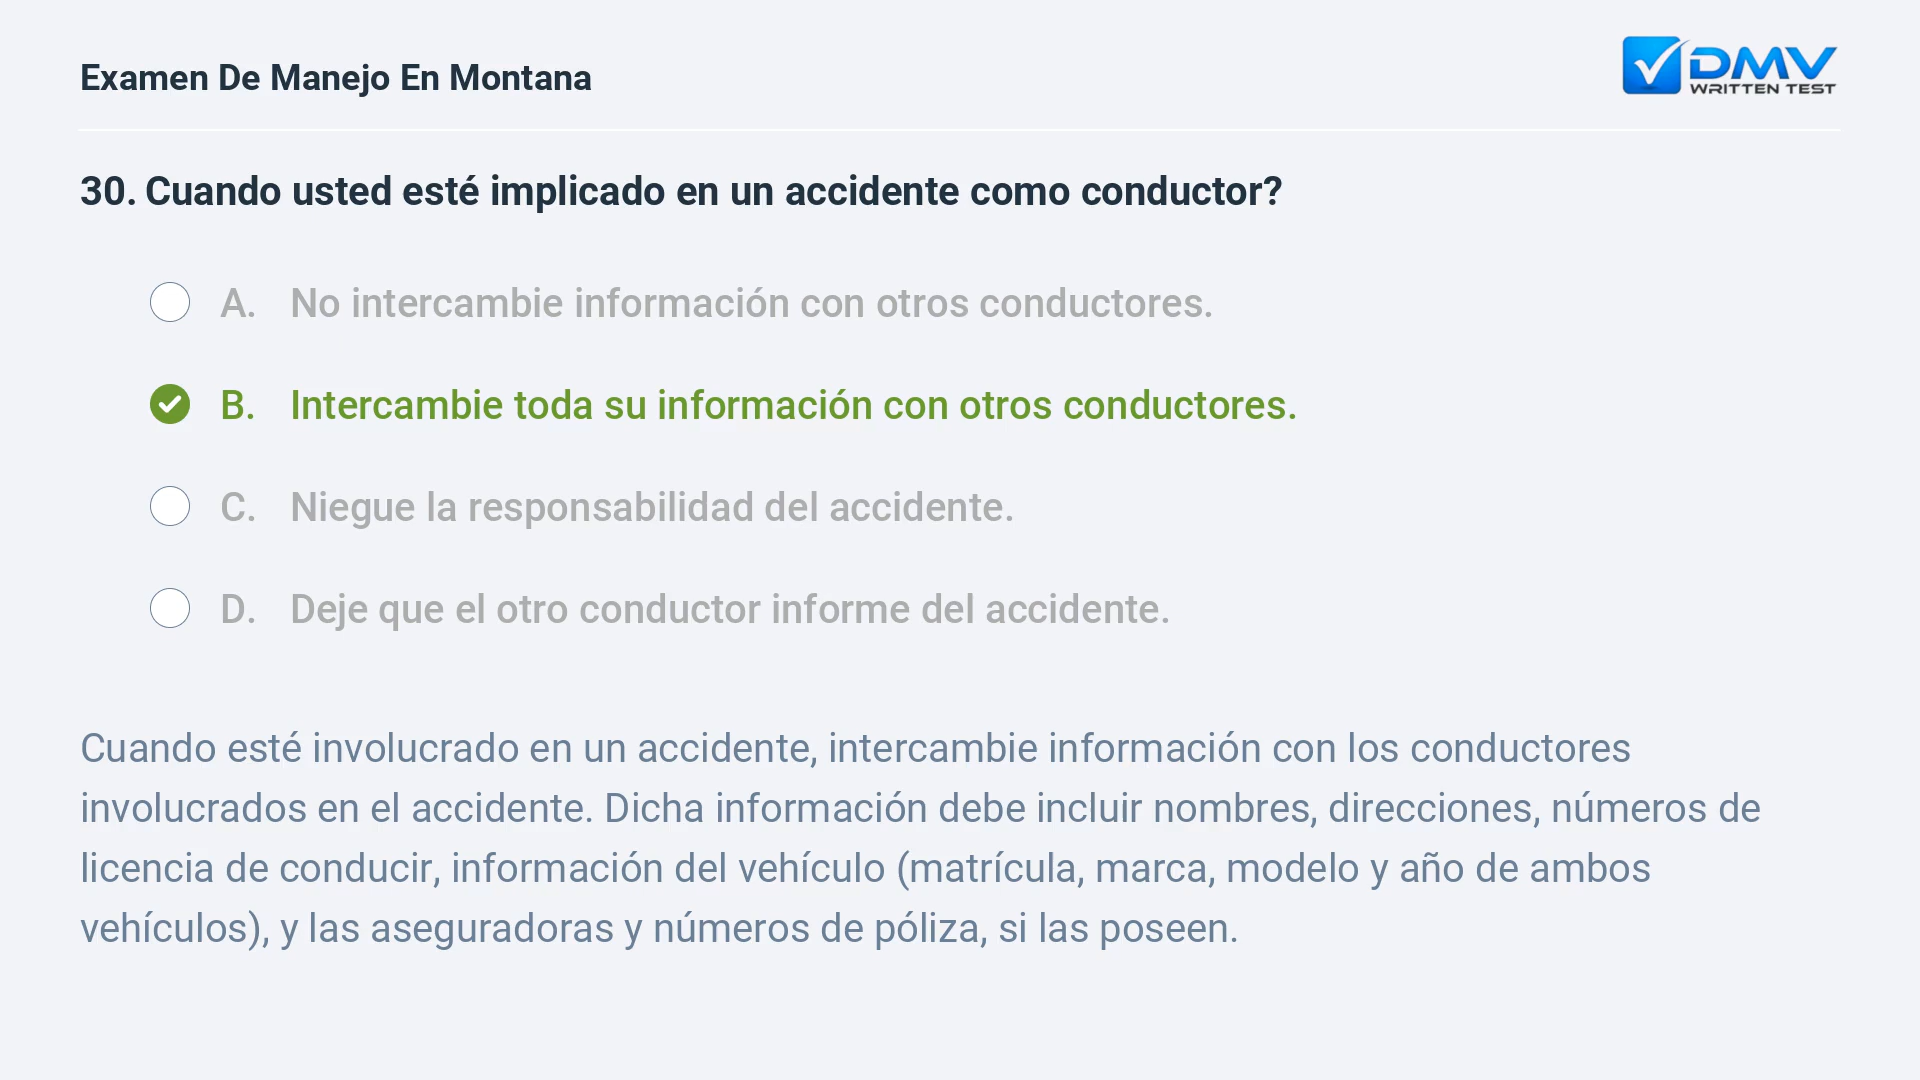 Examen De Manejo En Montana
DMV
WRITTEN TEST
30. Cuando usted esté implicado en un accidente como conductor?
A. No intercambie información con otros conductores.
B. Intercambie toda su información con otros conductores.
C. Niegue la responsabilidad del accidente.
D. Deje que el otro conductor informe del accidente.
Cuando esté involucrado en un accidente, intercambie información con los conductores
involucrados en el accidente. Dicha información debe incluir nombres, direcciones, números de
licencia de conducir, información del vehículo (matrícula, marca, modelo y año de ambos
vehículos), y las aseguradoras y números de póliza, si las poseen.